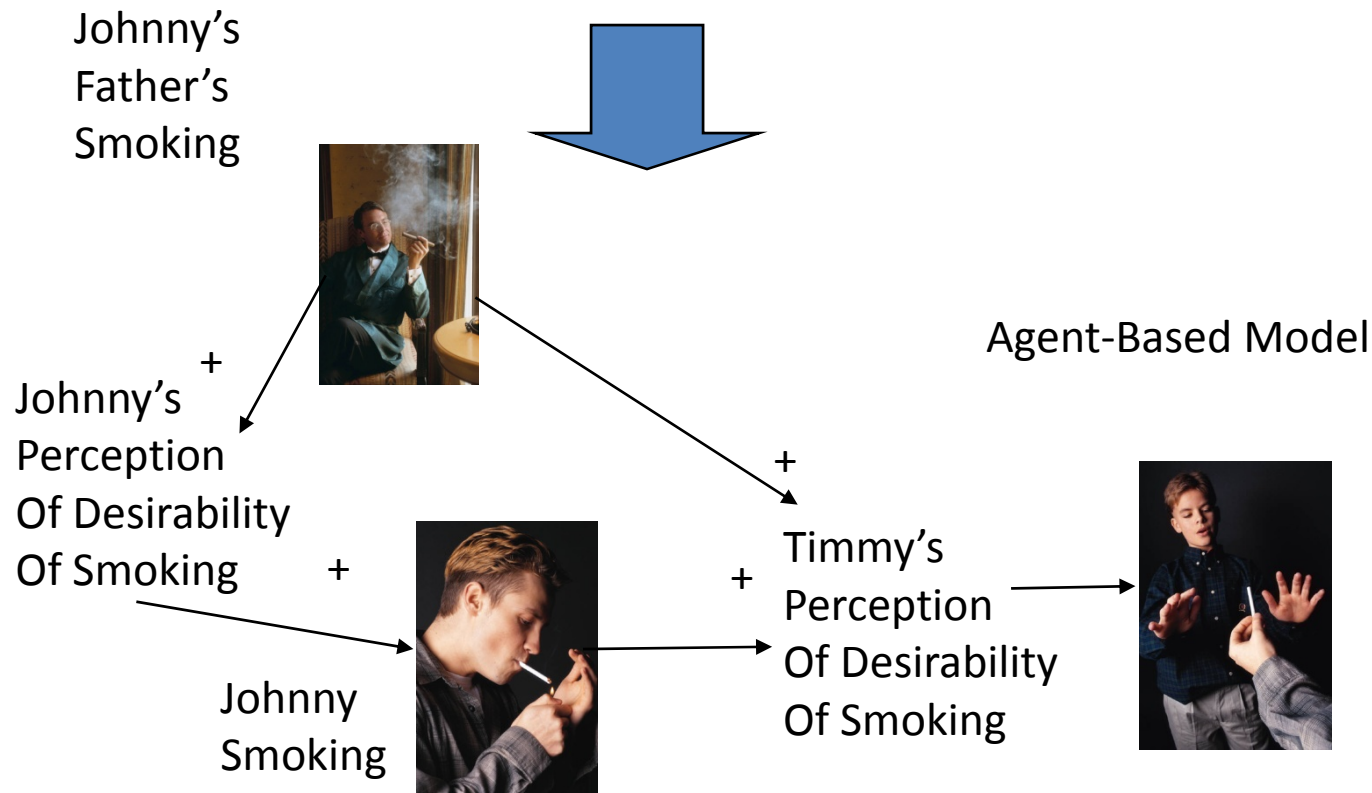 Johnny’s
Father’s
Smoking
Agent-Based Model
+
Johnny’s
Perception
Of Desirability
Of Smoking
+
+
+
Timmy’s
Perception
Of Desirability
Of Smoking
Johnny
Smoking